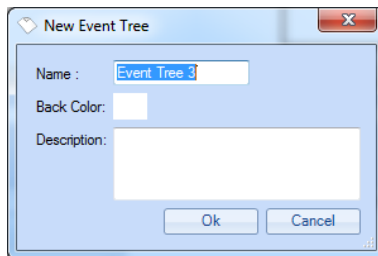 New Event Tree
Name :
Event Tree 3
Back Color:
Description:
Ok
Cancel